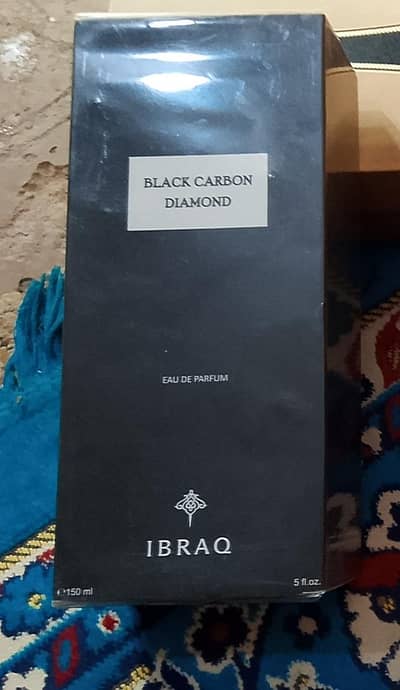 BLACK CARBON
DIAMOND
EAU DE PARFUM
IBRAQ
℮150 ml
5 fl.oz.